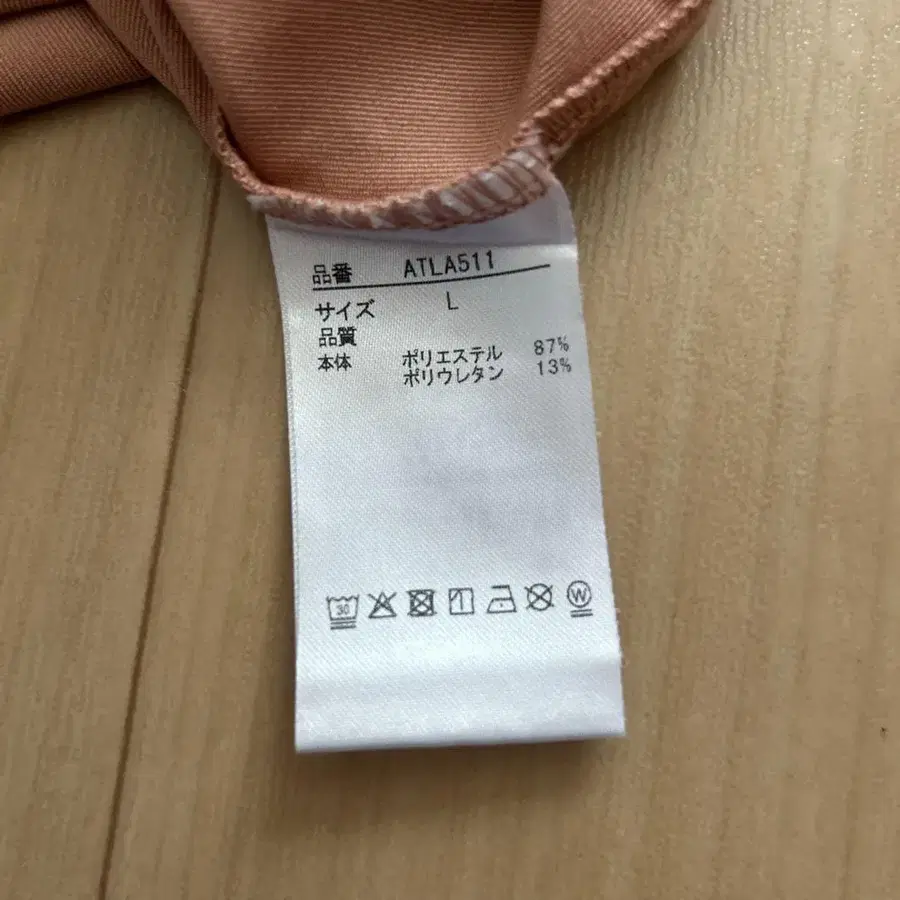 品番 ATLA511
サイズ L
品質
本体 ポリエステル 87%
ポリウレタン 13%
30 W